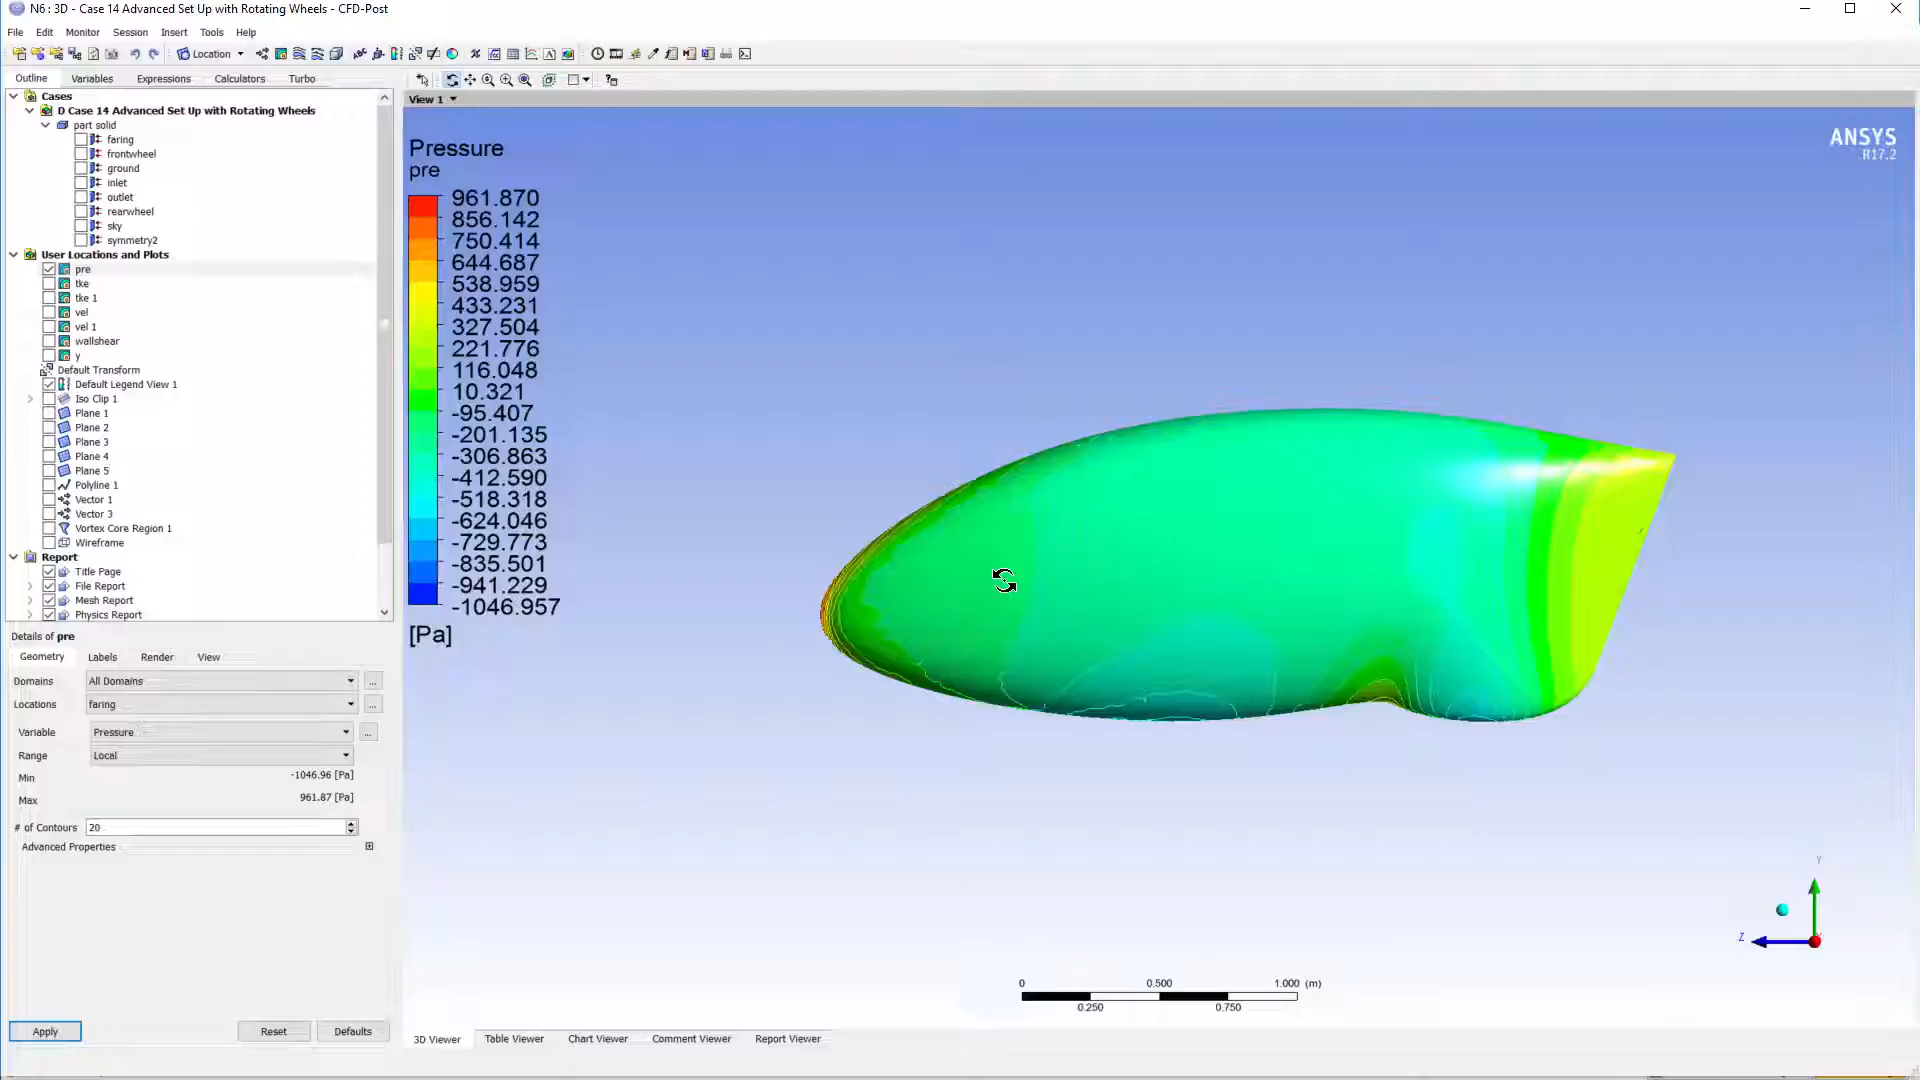 N6 : 3D - Case 14 Advanced Set Up with Rotating Wheels - CFD-Post
File Edit Monitor Session Insert Tools Help
Location
Outline Variables Expressions Calculators Turbo
Cases
D Case 14 Advanced Set Up with Rotating Wheels
part solid
faring
frontwheel
ground
inlet
outlet
rearwheel
sky
symmetry2
User Locations and Plots
pre
tke
tke 1
vel
vel 1
wallshear
y
Default Transform
Default Legend View 1
Iso Clip 1
Plane 1
Plane 2
Plane 3
Plane 4
Plane 5
Polyline 1
Vector 1
Vector 3
Vortex Core Region 1
Wireframe
Report
Title Page
File Report
Mesh Report
Physics Report
Details of pre
Geometry Labels Render View
Domains All Domains ...
Locations faring ...
Variable Pressure ...
Range Local
Min -1046.96 [Pa]
Max 961.87 [Pa]
# of Contours 20
Advanced Properties
Apply Reset Defaults
View 1
Pressure
pre
961.870
856.142
750.414
644.687
538.959
433.231
327.504
221.776
116.048
10.321
-95.407
-201.135
-306.863
-412.590
-518.318
-624.046
-729.773
-835.501
-941.229
-1046.957
[Pa]
ANSYS
R17.2
Y
Z
0 0.500 1.000 (m)
0.250 0.750
3D Viewer Table Viewer Chart Viewer Comment Viewer Report Viewer